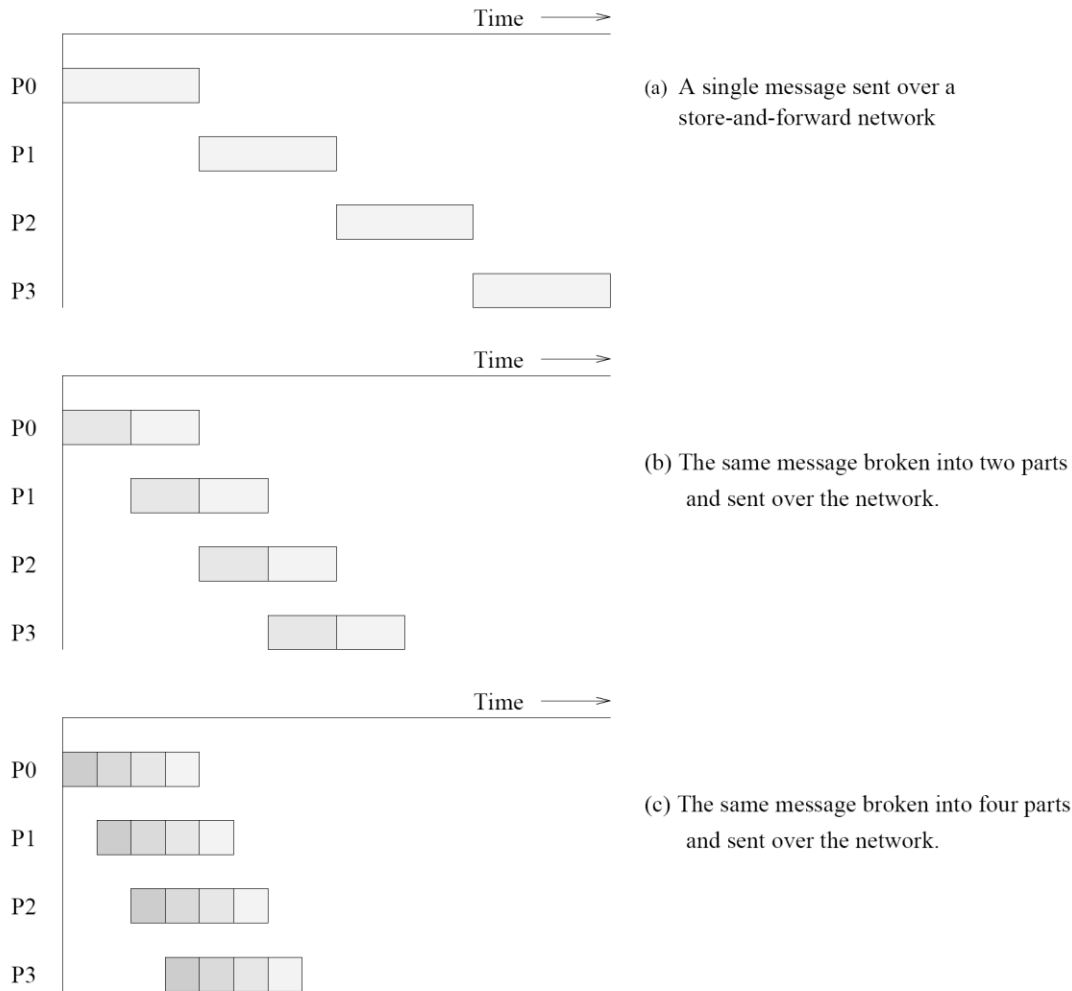 Time
P0
(a) A single message sent over a
store-and-forward network
P1
P2
P3
Time
P0
(b) The same message broken into two parts
and sent over the network.
P1
P2
P3
Time
P0
(c) The same message broken into four parts
and sent over the network.
P1
P2
P3